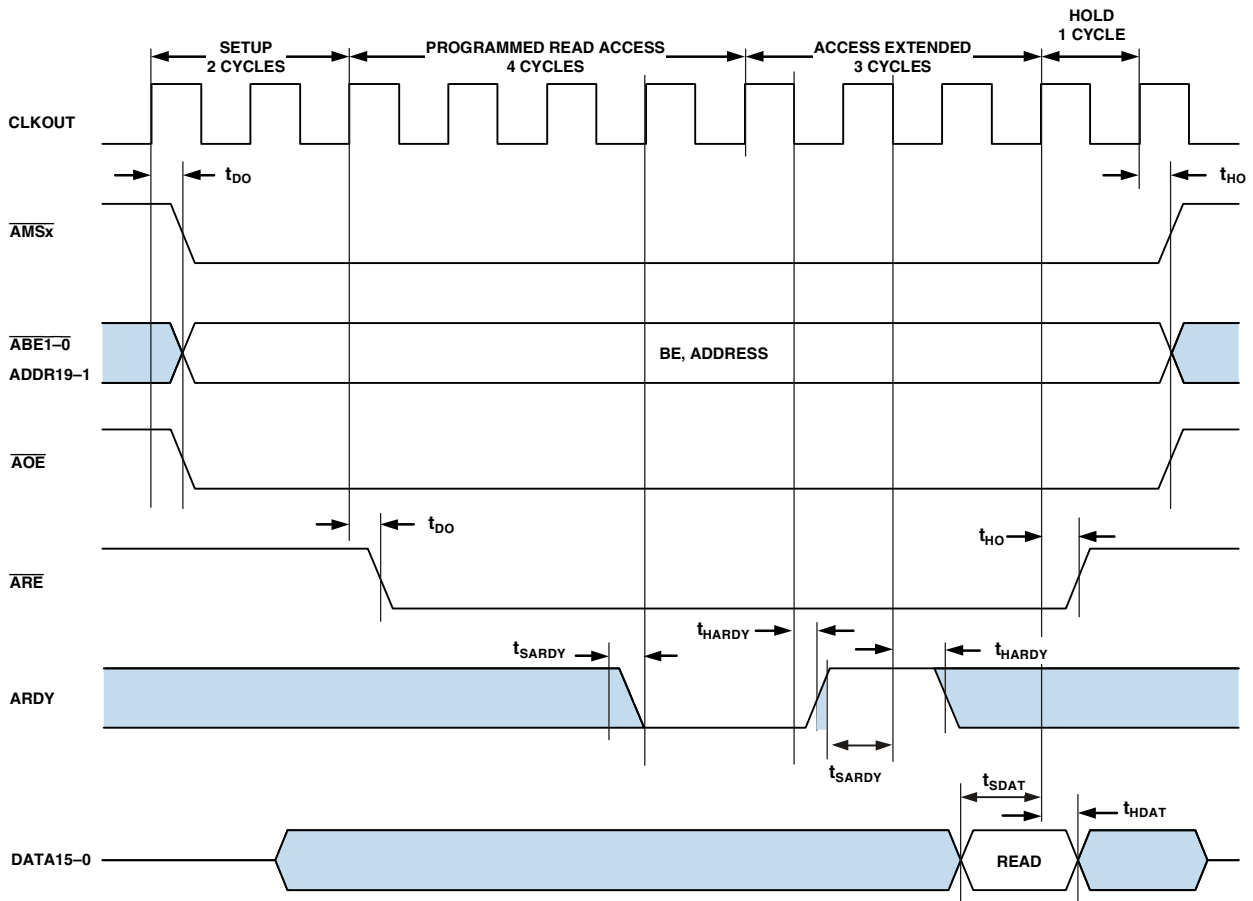 HOLD
1 CYCLE
SETUP
2 CYCLES
PROGRAMMED READ ACCESS
4 CYCLES
ACCESS EXTENDED
3 CYCLES
CLKOUT
tDO
tHO
AMSx
ABE1–0
ADDR19–1
BE, ADDRESS
AOE
tDO
tHO
ARE
tSARDY
tHARDY
tHARDY
ARDY
tSARDY
tSDAT
tHDAT
DATA15–0
READ